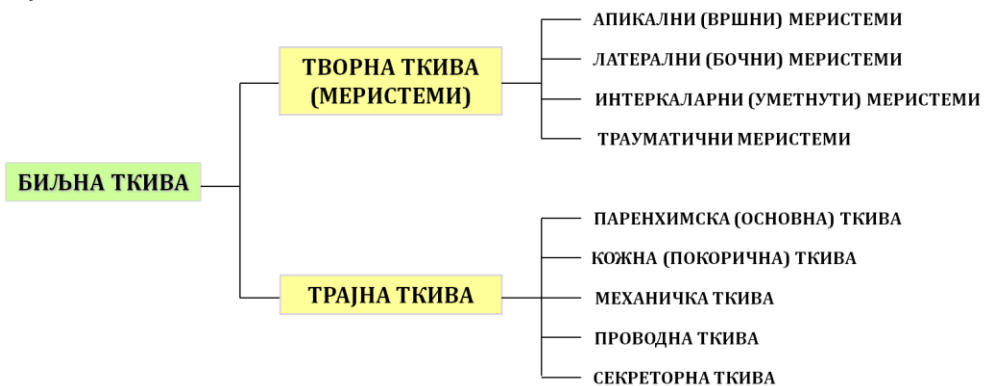 БИЉНА ТКИВА
ТВОРНА ТКИВА
(МЕРИСТЕМИ)
АПИКАЛНИ (ВРШНИ) МЕРИСТЕМИ
ЛАТЕРАЛНИ (БОЧНИ) МЕРИСТЕМИ
ИНТЕРКАЛАРНИ (УМЕТНУТИ) МЕРИСТЕМИ
ТРАУМАТИЧНИ МЕРИСТЕМИ
ТРАЈНА ТКИВА
ПАРЕНХИМСКА (ОСНОВНА) ТКИВА
КОЖНА (ПОКОРИЧНА) ТКИВА
МЕХАНИЧКА ТКИВА
ПРОВОДНА ТКИВА
СЕКРЕТОРНА ТКИВА